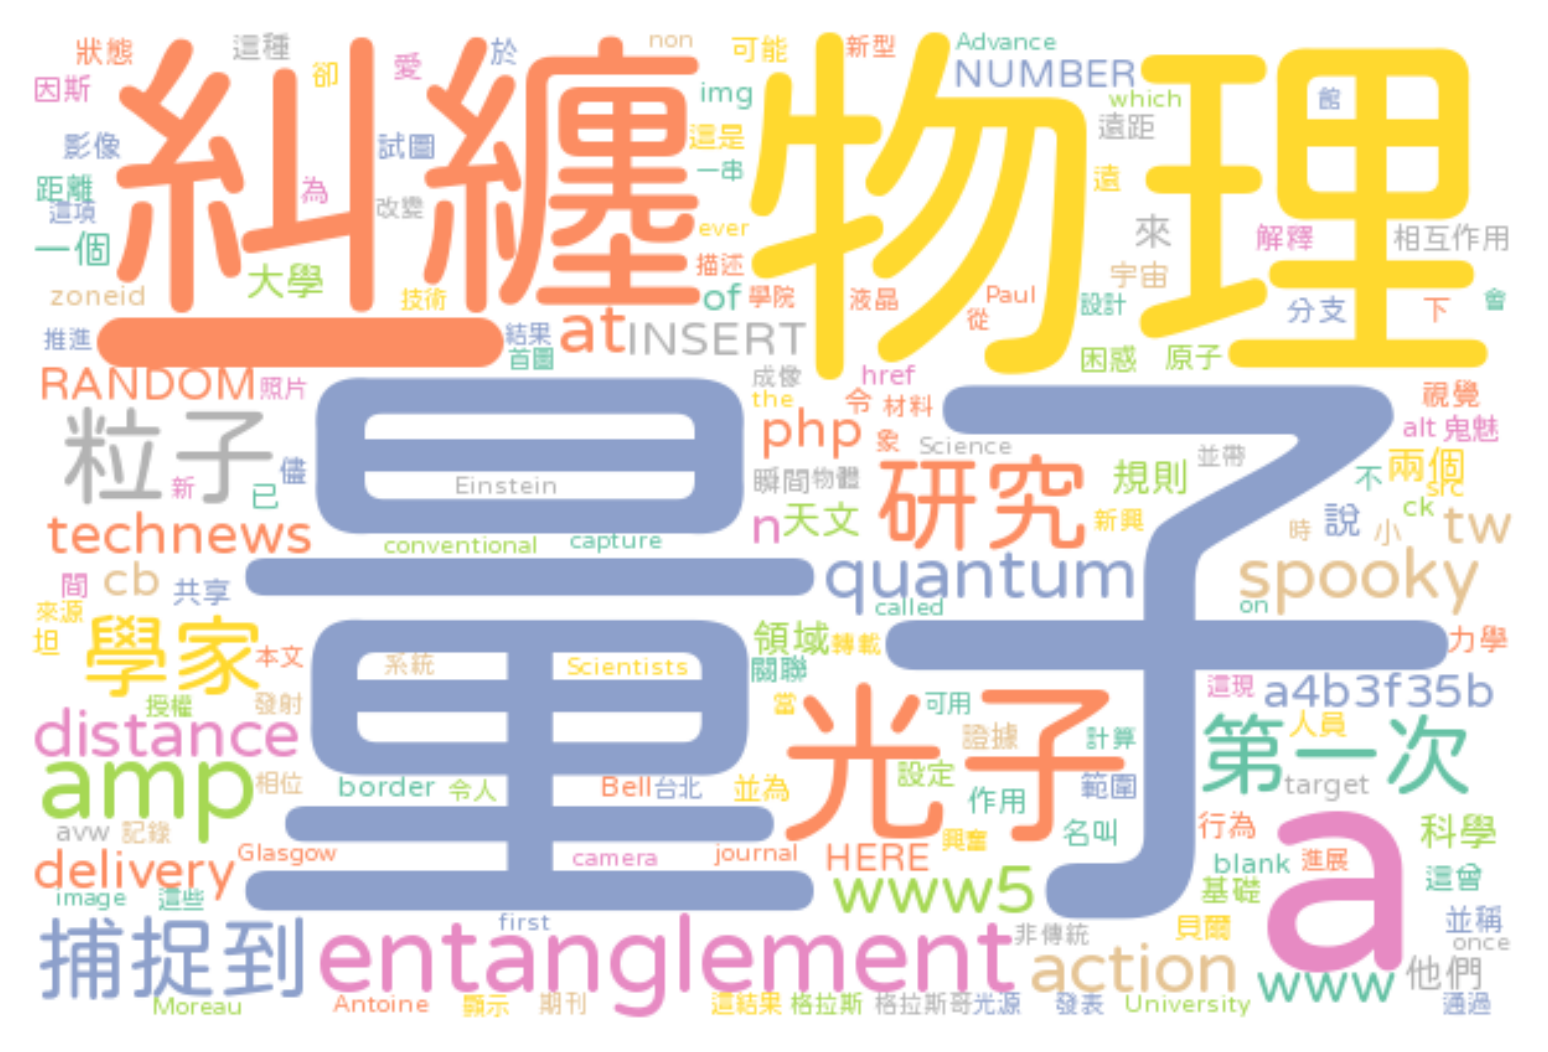 狀態
這種
卻
愛
於
non
可能
新型
Advance
因斯
糾纏
img
物理
NUMBER
which
館
影像
試圖
這是
遠距
距離
為
一串
遠
這項
改變
一個
ever
來
解釋
相互作用
大學
描述
宇宙
zoneid
技術
of
學院
液晶
Paul
設計
分支
下
會
推進
一
結果
at
INSERT
從
首圖
困惑
原子
RANDOM
照片
成像
href
the
令
材料
視覺
粒子
量子
php
象
Science
alt
鬼魅
新
已
儘
Einstein
瞬間
物體
研究
規則
並帶
不
兩個
src
technews
conventional
capture
n
天文
新興
時
說
小
ck
tw
間
cb
共享
quantum
called
spooky
on
來源
坦
學家
本文
系統
Scientists
領域
轉載
關聯
力學
授權
發射
當
光子
可用
這現
a4b3f35b
distance
證據
計算
第一次
人員
amp
相位
border
令人
Bell
台北
並為
設定
作用
範圍
target
avw
記錄
名叫
行為
a
科學
delivery
Glasgow
camera
journal
HERE
興奮
blank
進展
image
這些
www5
基礎
這曾
捕捉到
first
entanglement
非傳統
貝爾
並稱
once
action
www
他們
Moreau
Antoine
顯示
期刊
這結果
格拉斯
格拉斯哥
光源
發表
University
通過